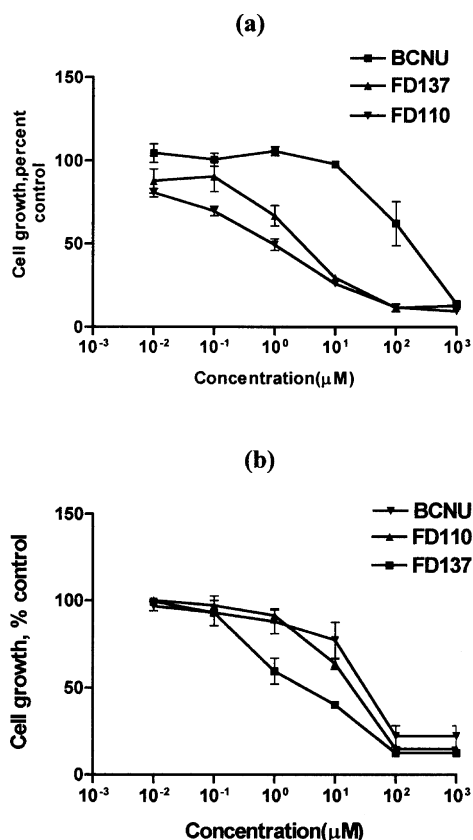 (a)
BCNU
FD137
FD110
150
100
50
0
Cell growth,percent
control
10⁻³ 10⁻² 10⁻¹ 10⁰ 10¹ 10² 10³
Concentration(μM)
(b)
BCNU
FD110
FD137
150
100
50
0
Cell growth, % control
10⁻³ 10⁻² 10⁻¹ 10⁰ 10¹ 10² 10³
Concentration(μM)